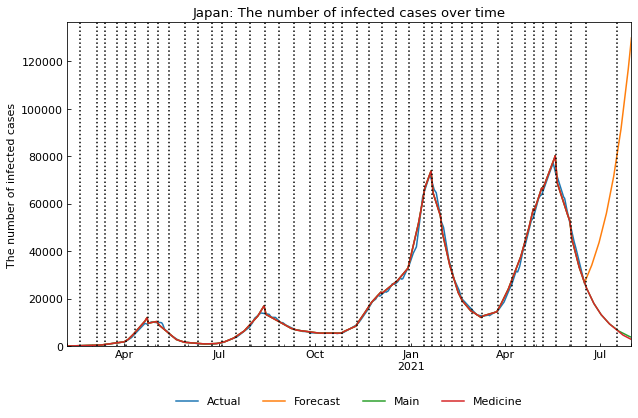 Japan: The number of infected cases over time
The number of infected cases
120000
100000
80000
60000
40000
20000
0
Apr
Jul
Oct
Jan
2021
Apr
Jul
Actual
Forecast
Main
Medicine